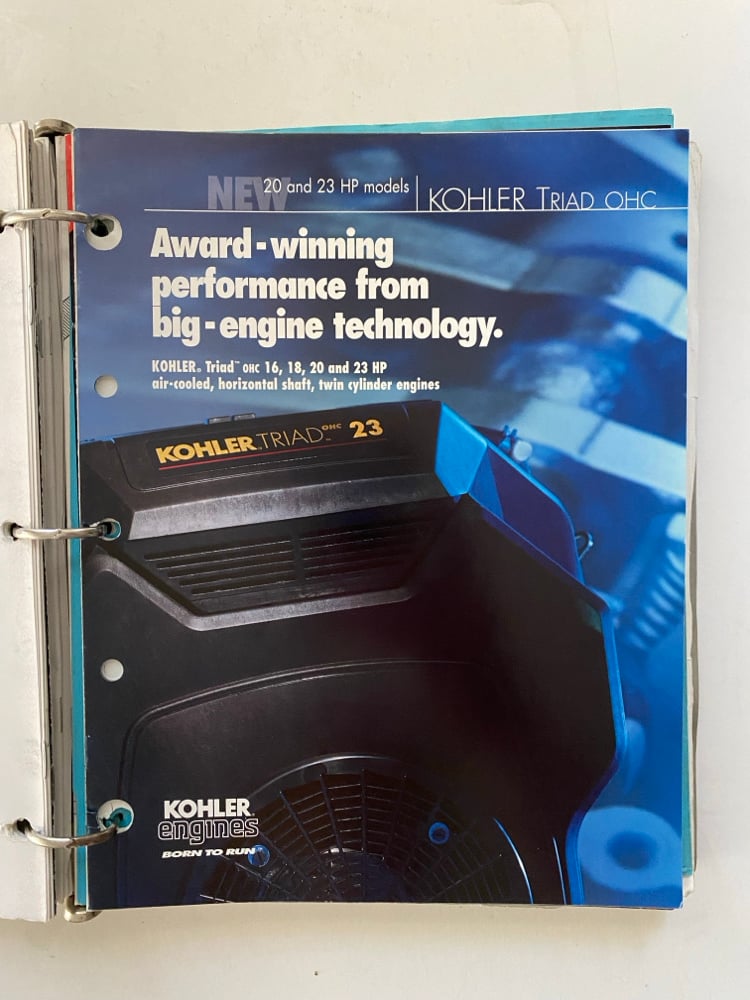 NEW 20 and 23 HP models | KOHLER TRIAD OHC
Award-winning
performance from
big-engine technology.
KOHLER® Triad™ OHC 16, 18, 20 and 23 HP
air-cooled, horizontal shaft, twin cylinder engines
KOHLER® TRIAD OHC™ 23
KOHLER®
engines
BORN TO RUN®